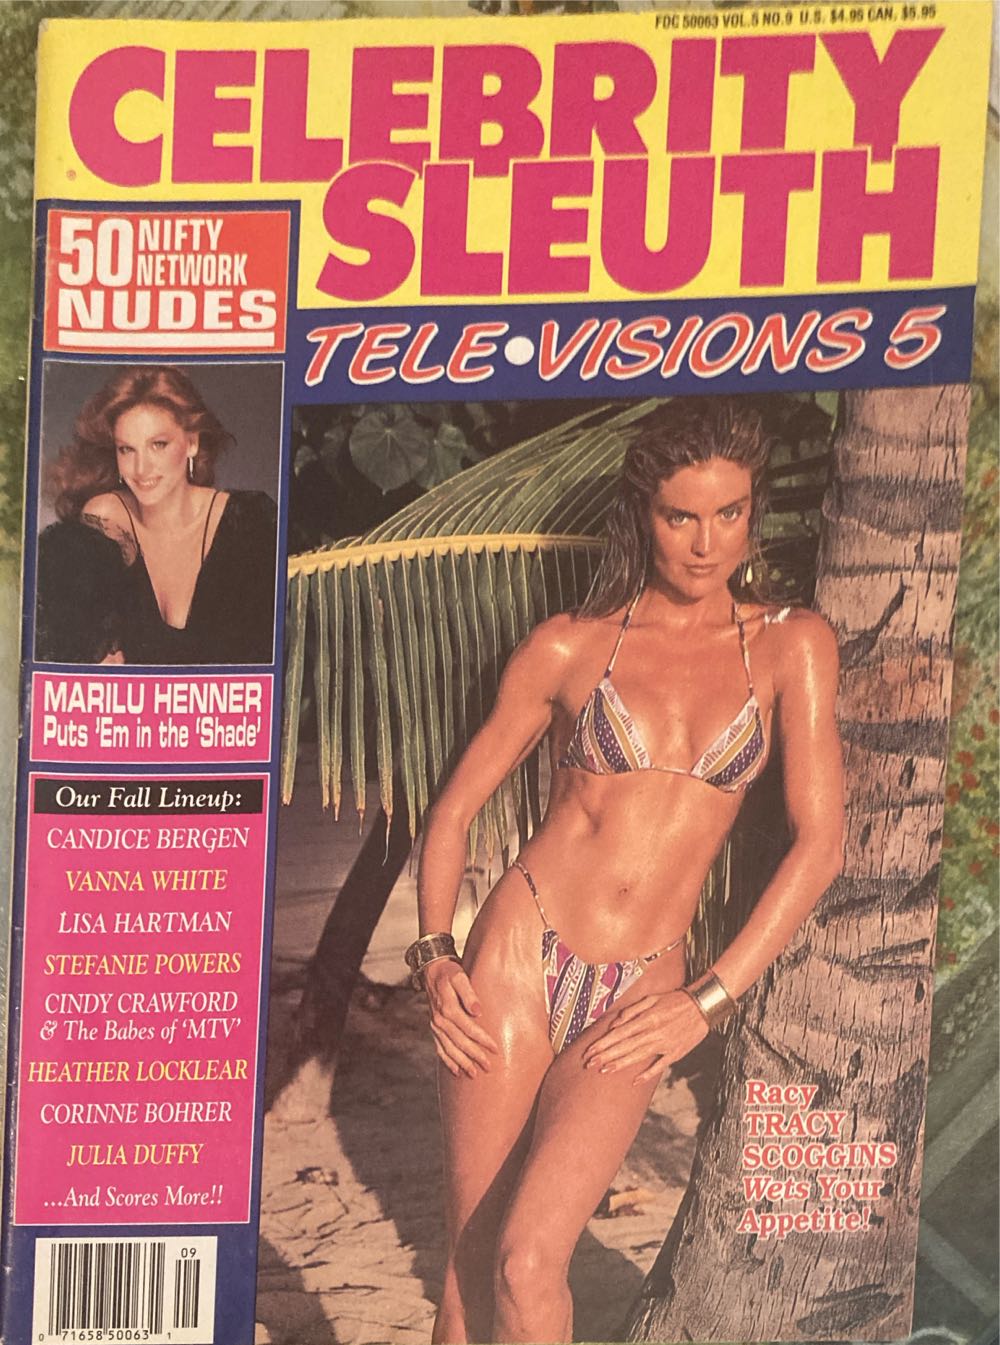 FDC 50063 VOL.5 NO.9 U.S. $4.95 CAN. $5.95
CELEBRITY
SLEUTH
®
50 NIFTY
NETWORK
NUDES
TELE•VISIONS 5
MARILU HENNER
Puts 'Em in the 'Shade'
Our Fall Lineup:
CANDICE BERGEN
VANNA WHITE
LISA HARTMAN
STEFANIE POWERS
CINDY CRAWFORD
& The Babes of 'MTV'
HEATHER LOCKLEAR
CORINNE BOHRER
JULIA DUFFY
...And Scores More!!
Racy
TRACY
SCOGGINS
Wets Your
Appetite!
09
0 71658 50063 1